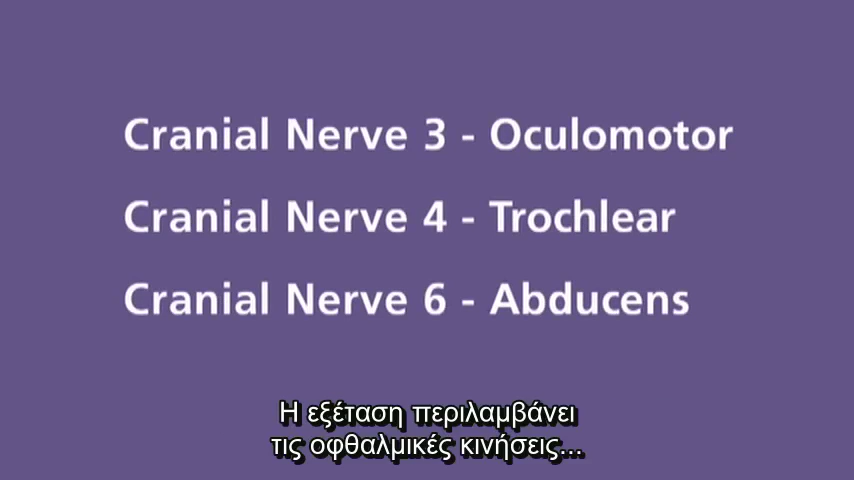 Cranial Nerve 3 - Oculomotor
Cranial Nerve 4 - Trochlear
Cranial Nerve 6 - Abducens
Η εξέταση περιλαμβάνει
τις οφθαλμικές κινήσεις...